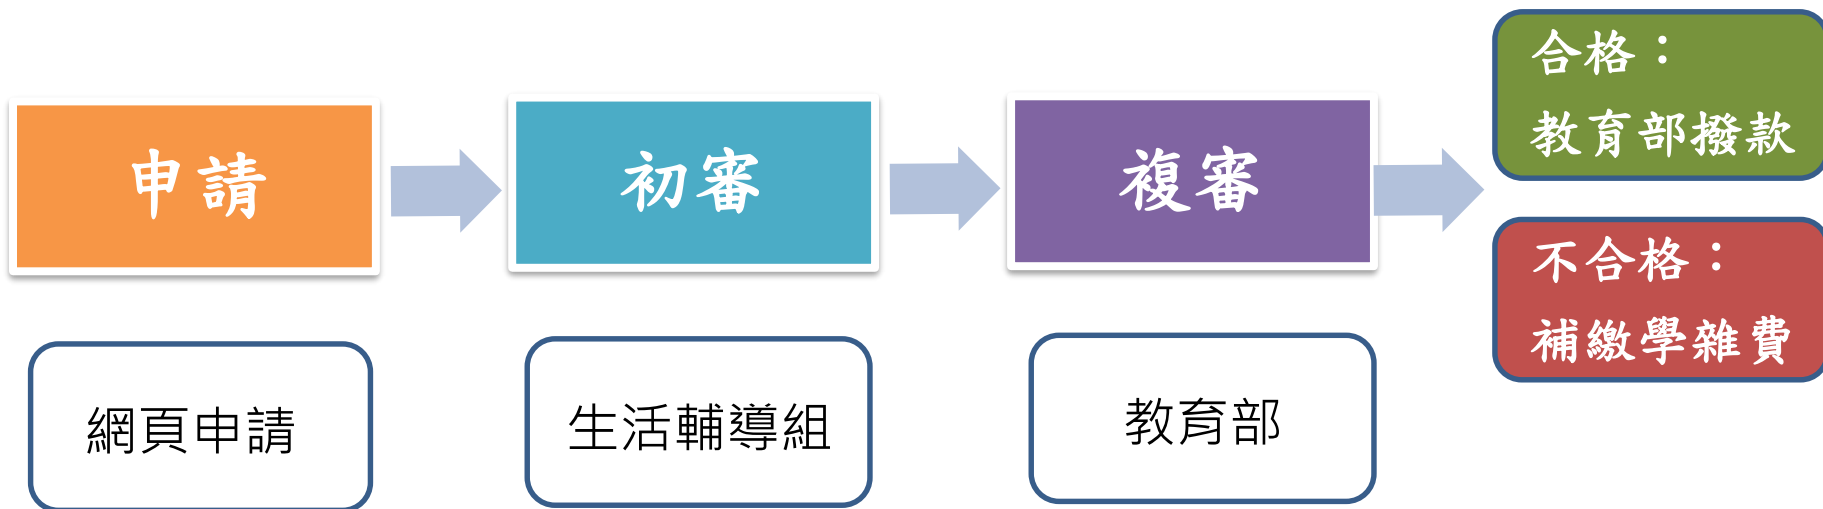 申請
初審
複審
合格：
教育部撥款
不合格：
補繳學雜費
網頁申請
生活輔導組
教育部